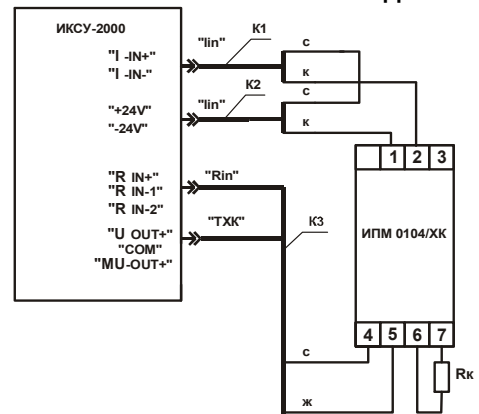 ИКСУ-2000
"I -IN+"
"I -IN-"
"+24V"
"-24V"
"R IN+"
"R IN-1"
"R IN-2"
"U OUT+"
"COM"
"MU-OUT+"
"Iin"
К1
с
к
"Iin"
К2
с
к
"Rin"
"ТХК"
К3
1 2 3
ИПМ 0104/ХК
4 5 6 7
с
ж
Rк